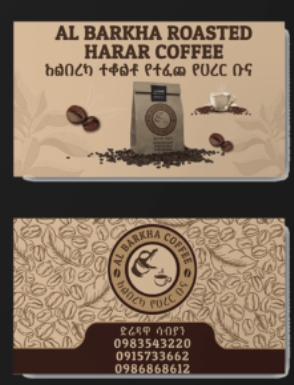 AL BARKHA ROASTED
HARAR COFFEE
አልበረካ ተቆልቶ የተፈጨ የሀረር ቡና
AL BARKHA COFFEE
አልበረካ የሀረር ቡና
ድሬዳዋ ሳብያን
0983543220
0915733662
0986868612